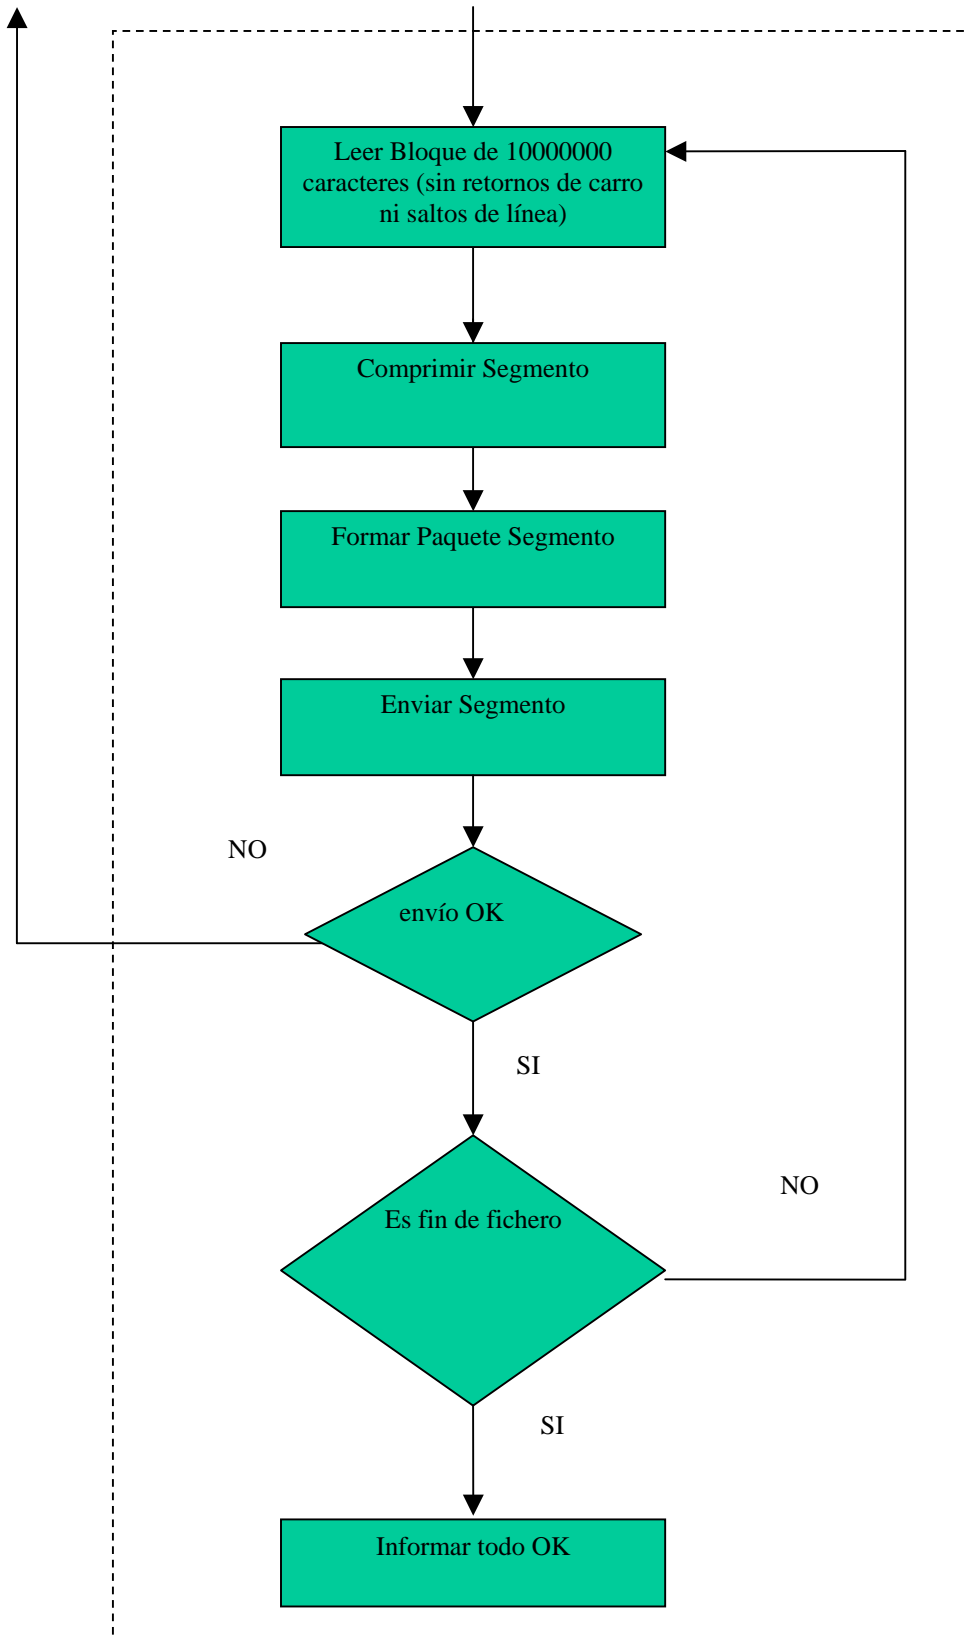 Leer Bloque de 10000000
caracteres (sin retornos de carro
ni saltos de línea)
Comprimir Segmento
Formar Paquete Segmento
Enviar Segmento
NO
envío OK
SI
NO
Es fin de fichero
SI
Informar todo OK